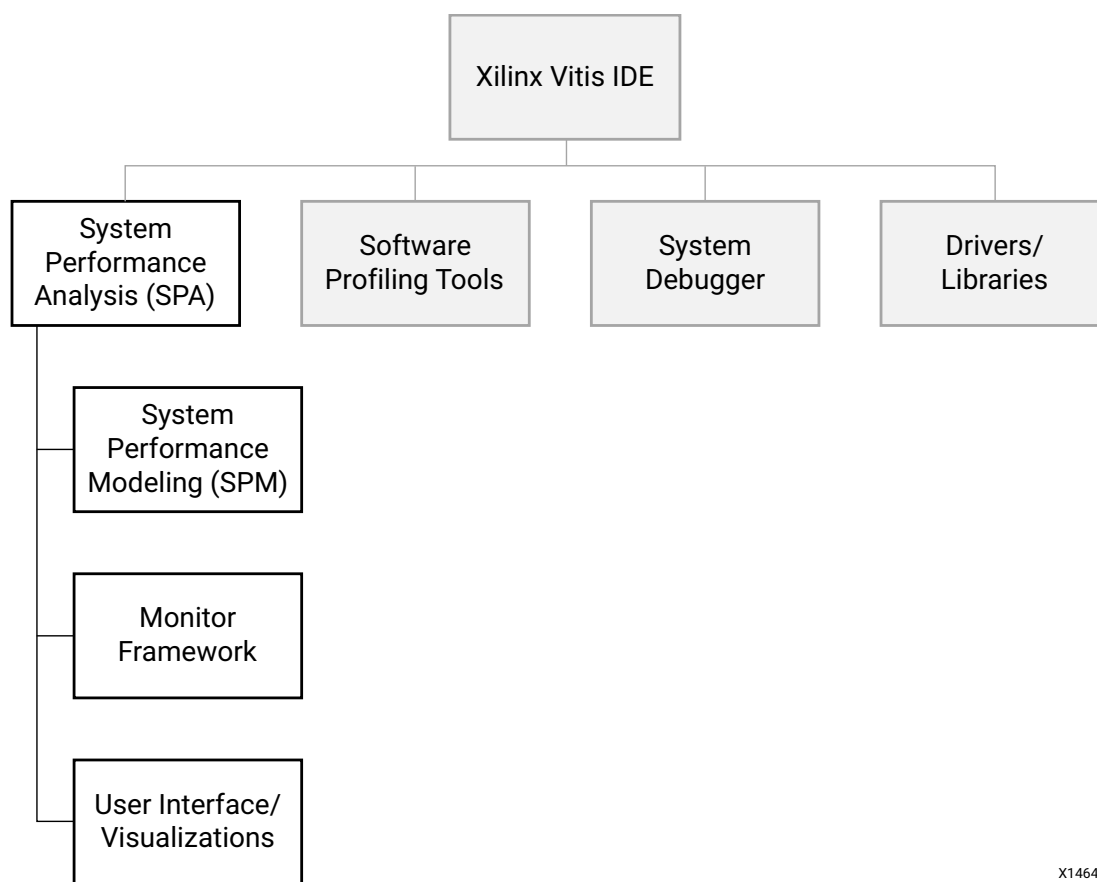 Xilinx Vitis IDE
System
Performance
Analysis (SPA)
Software
Profiling Tools
System
Debugger
Drivers/
Libraries
System
Performance
Modeling (SPM)
Monitor
Framework
User Interface/
Visualizations
X1464